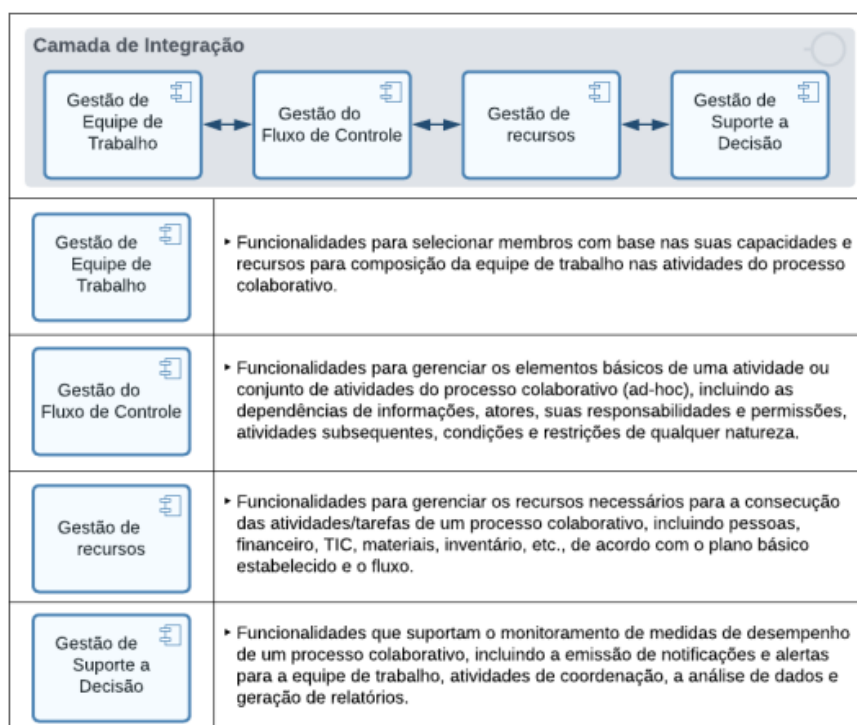 Camada de Integração
Gestão de
Equipe de
Trabalho
Gestão do
Fluxo de Controle
Gestão de
recursos
Gestão de
Suporte a
Decisão
Gestão de
Equipe de
Trabalho
‣ Funcionalidades para selecionar membros com base nas suas capacidades e
recursos para composição da equipe de trabalho nas atividades do processo
colaborativo.
Gestão do
Fluxo de Controle
‣ Funcionalidades para gerenciar os elementos básicos de uma atividade ou
conjunto de atividades do processo colaborativo (ad-hoc), incluindo as
dependências de informações, atores, suas responsabilidades e permissões,
atividades subsequentes, condições e restrições de qualquer natureza.
Gestão de
recursos
‣ Funcionalidades para gerenciar os recursos necessários para a consecução
das atividades/tarefas de um processo colaborativo, incluindo pessoas,
financeiro, TIC, materiais, inventário, etc., de acordo com o plano básico
estabelecido e o fluxo.
Gestão de
Suporte a
Decisão
‣ Funcionalidades que suportam o monitoramento de medidas de desempenho
de um processo colaborativo, incluindo a emissão de notificações e alertas
para a equipe de trabalho, atividades de coordenação, a análise de dados e
geração de relatórios.